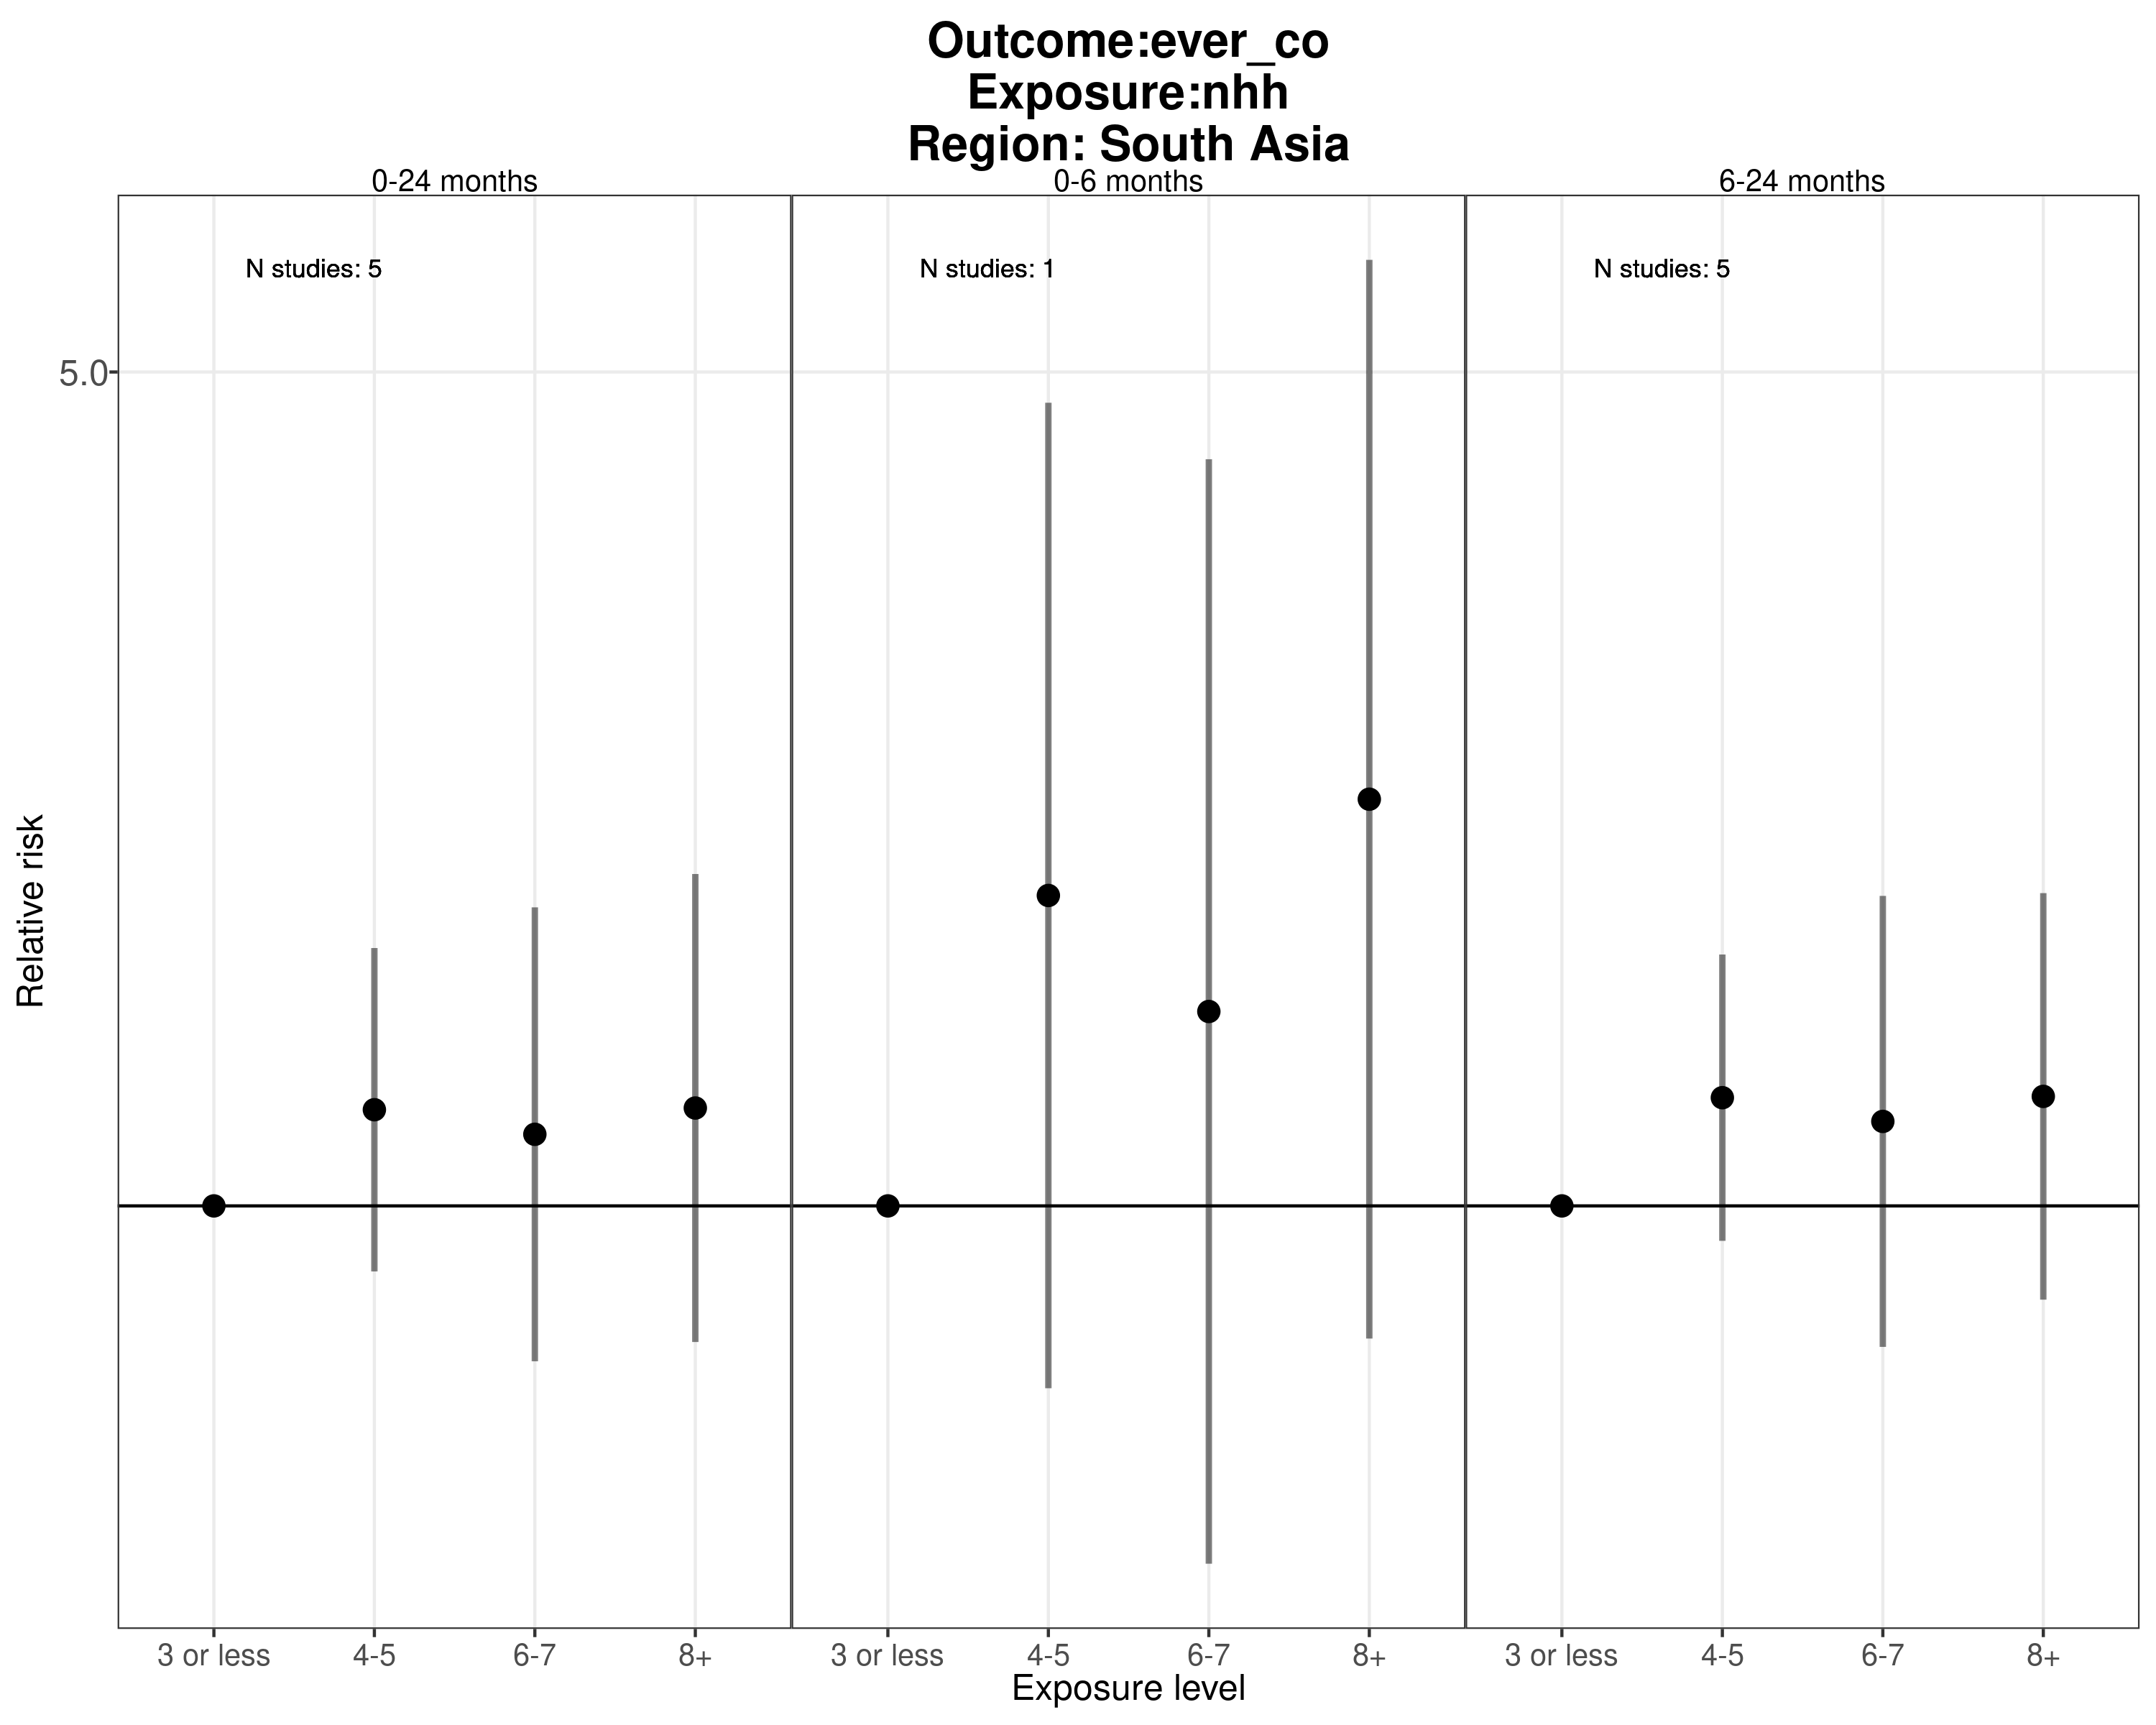 Outcome:ever_co
Exposure:nhh
Region: South Asia
0-24 months
0-6 months
6-24 months
N studies: 5
N studies: 1
N studies: 5
5.0
Relative risk
3 or less
4-5
6-7
8+
3 or less
4-5
6-7
8+
3 or less
4-5
6-7
8+
Exposure level